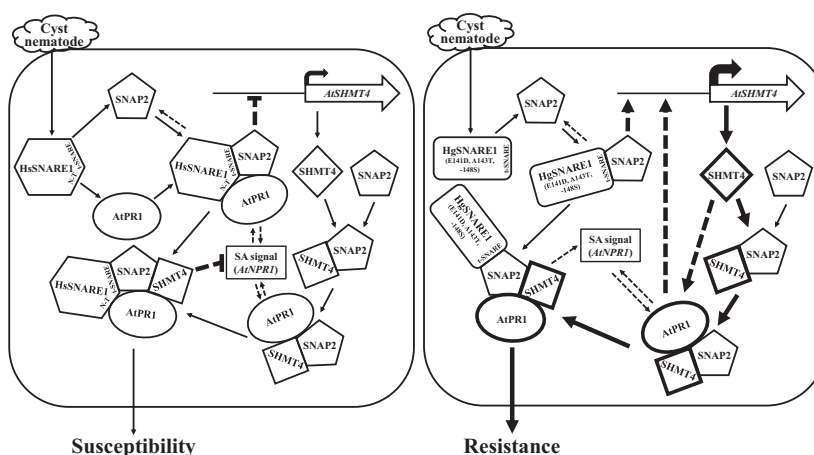 Cyst
nematode
SNAP2
AtSHMT4
HsSNARE1
t-SNARE
N-T
HsSNARE1
t-SNARE
N-T
SNAP2
AtPR1
AtPR1
SHMT4
SNAP2
HsSNARE1
t-SNARE
N-T
SNAP2
SHMT4
AtPR1
SA signal
(AtNPR1)
SHMT4
SNAP2
AtPR1
SHMT4
SNAP2
Susceptibility
Cyst
nematode
SNAP2
AtSHMT4
HgSNARE1
(E141D, A143T,
-148S)
t-SNARE
HgSNARE1
(E141D, A143T,
-148S)
t-SNARE
SNAP2
SHMT4
SNAP2
HgSNARE1
(E141D, A143T,
-148S)
t-SNARE
SNAP2
SHMT4
AtPR1
SA signal
(AtNPR1)
SHMT4
SNAP2
AtPR1
SHMT4
SNAP2
Resistance